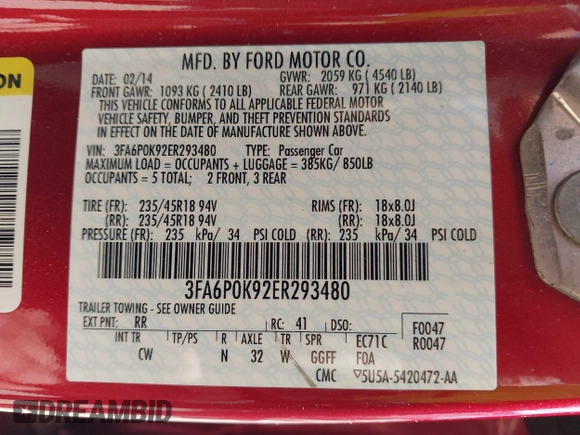 MFD. BY FORD MOTOR CO.
DATE: 02/14 GVWR: 2059 KG ( 4540 LB)
FRONT GAWR: 1093 KG ( 2410 LB) REAR GAWR: 971 KG ( 2140 LB)
THIS VEHICLE CONFORMS TO ALL APPLICABLE FEDERAL MOTOR
VEHICLE SAFETY, BUMPER, AND THEFT PREVENTION STANDARDS
IN EFFECT ON THE DATE OF MANUFACTURE SHOWN ABOVE.
VIN: 3FA6P0K92ER293480 TYPE: Passenger Car
MAXIMUM LOAD = OCCUPANTS + LUGGAGE = 385KG/ 850LB
OCCUPANTS = 5 TOTAL; 2 FRONT, 3 REAR
TIRE (FR): 235/45R18 94V RIMS (FR): 18x8.0J
(RR): 235/45R18 94V (RR): 18x8.0J
PRESSURE (FR): 235 kPa/ 34 PSI COLD (RR): 235 kPa/ 34 PSI COLD
3FA6P0K92ER293480
TRAILER TOWING - SEE OWNER GUIDE
EXT PNT: RR RC: 41 DSO: F0047
INT TR TP/PS R AXLE TR SPR EC71C R0047
CW N 32 W GGFF F0A
CMC ▽5U5A-5420472-AA
ON
DREAMBID